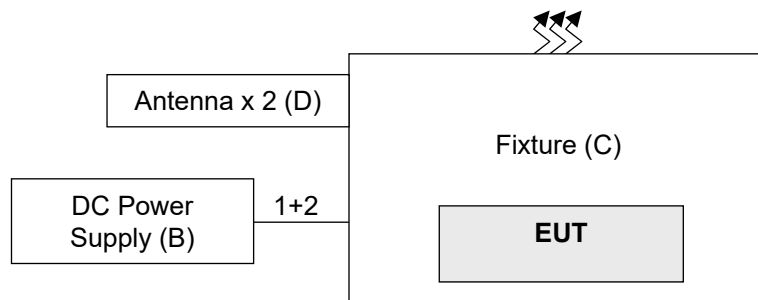 Antenna x 2 (D)
Fixture (C)
DC Power
Supply (B)
1+2
EUT